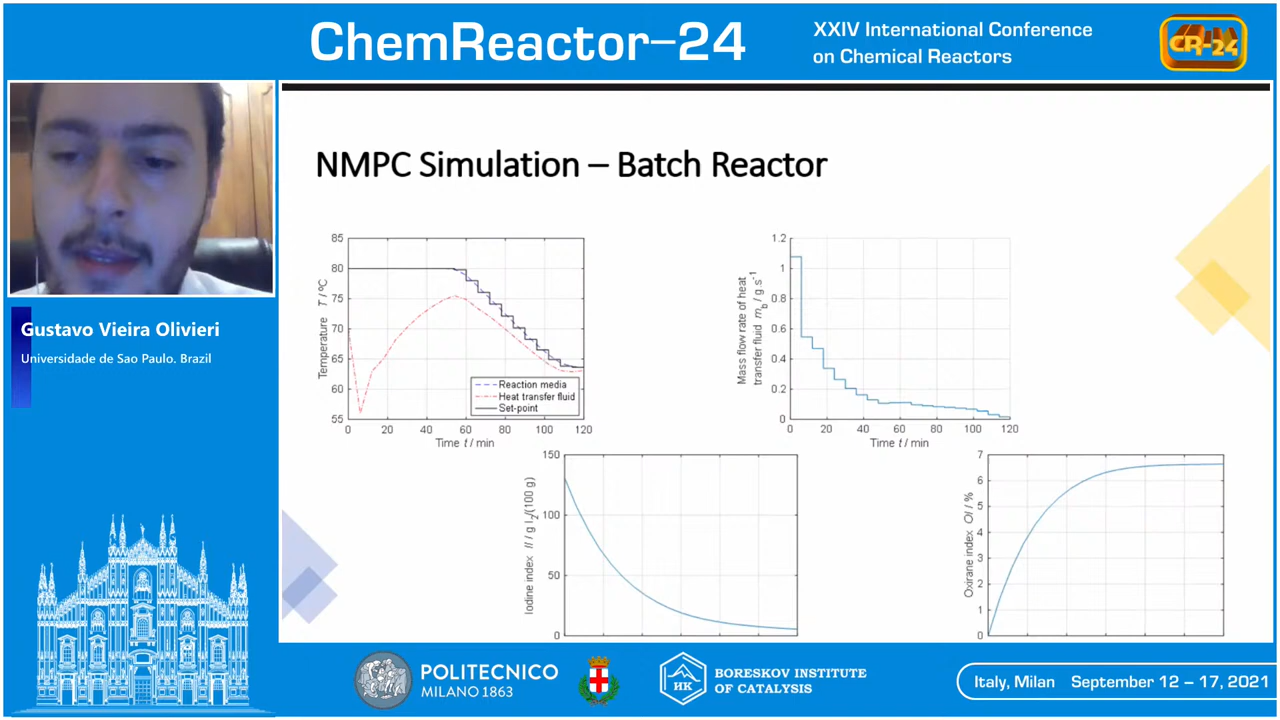 ChemReactor–24
XXIV International Conference
on Chemical Reactors
CR-24
Gustavo Vieira Olivieri
Universidade de Sao Paulo. Brazil
NMPC Simulation – Batch Reactor
Temperature T / ºC
85
80
75
70
65
60
55
0 20 40 60 80 100 120
Time t / min
Reaction media
Heat transfer fluid
Set-point
Mass flow rate of heat
transfer fluid ṁb / g.s⁻¹
1.2
1
0.8
0.6
0.4
0.2
0
0 20 40 60 80 100 120
Time t / min
Iodine index II / g I₂/(100 g)
150
100
50
0
Oxirane index OI / %
7
6
5
4
3
2
1
0
POLITECNICO
MILANO 1863
НК
BORESKOV INSTITUTE
OF CATALYSIS
Italy, Milan September 12 – 17, 2021